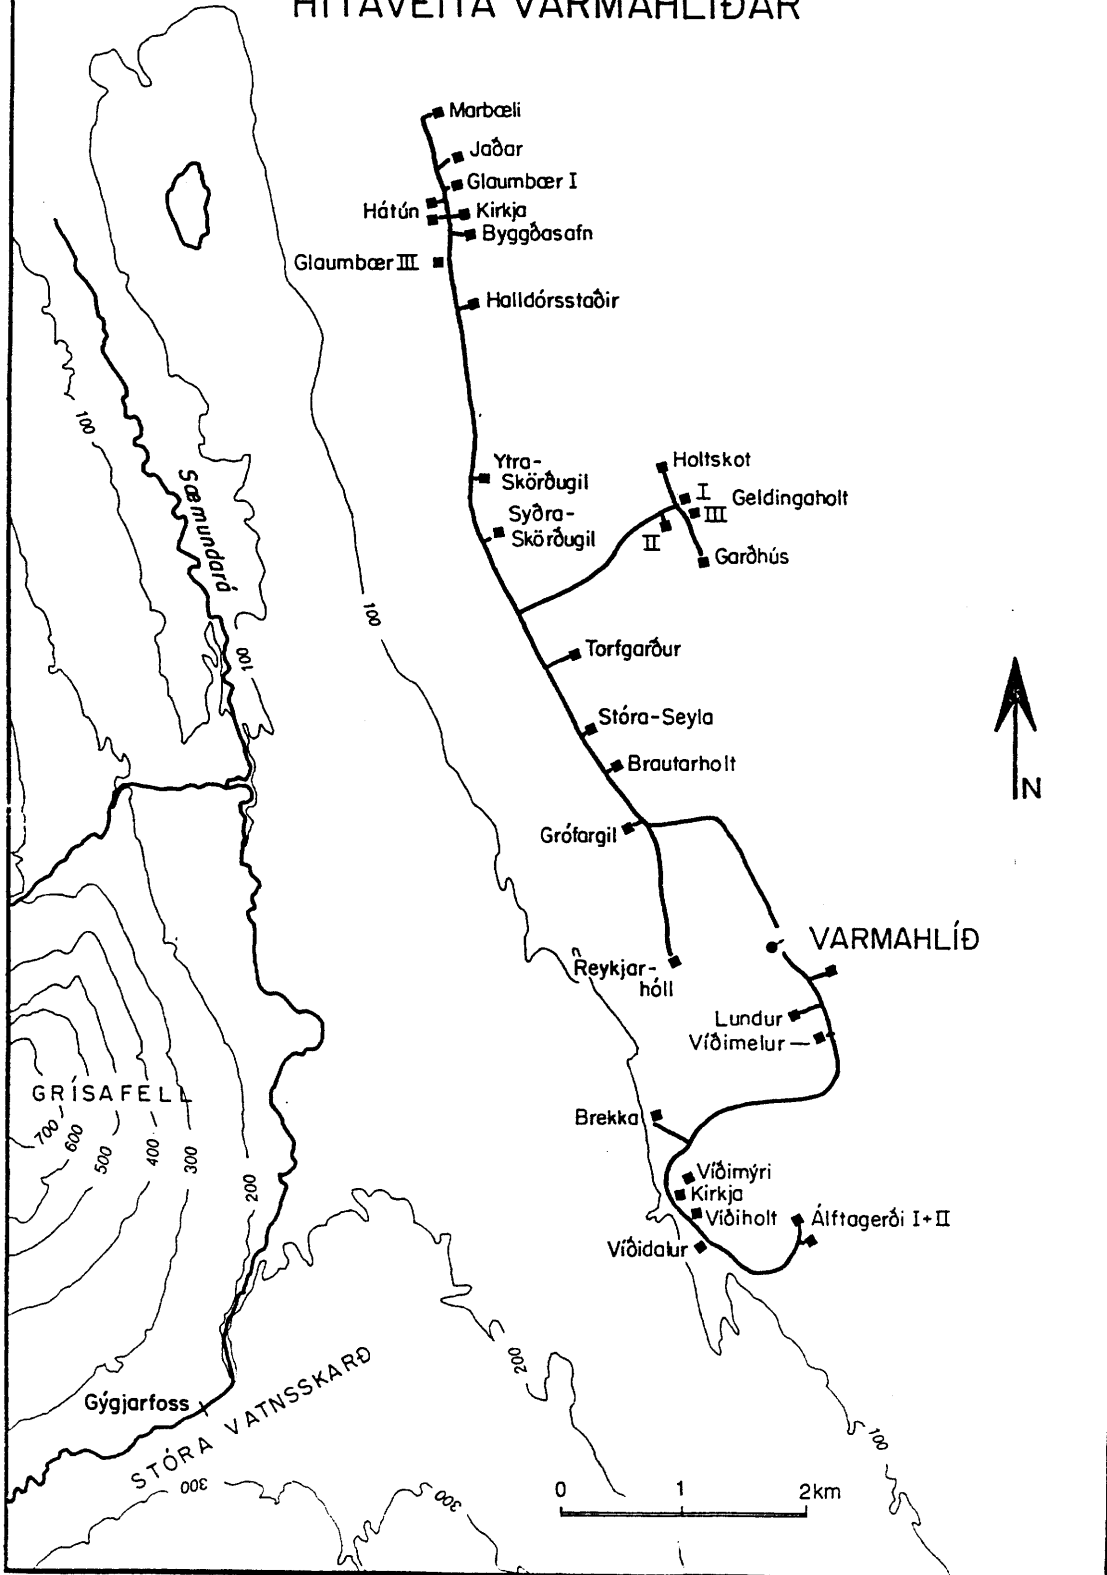 HITAVEITA VARMAHLÍÐAR
Marbæli
Jaðar
Glaumbær I
Hátún
Kirkja
Byggðasafn
Glaumbær III
Halldórsstaðir
100
Ytra-
Skörðugil
Holtskot
I
Geldingaholt
III
II
Syðra-
Skörðugil
Garðhús
Sæmundará
100
100
Torfgarður
Stóra-Seyla
Brautarholt
N
Grófargil
VARMAHLÍÐ
Reykjar-
hóll
Lundur
Víðimelur
GRÍSAFELL
700
600
500
400
300
200
Brekka
Víðimýri
Kirkja
Víðiholt
Álftagerði I+II
Víðidalur
200
Gýgjarfoss
STÓRA VATNSSKARÐ
300
300
100
0 1 2km